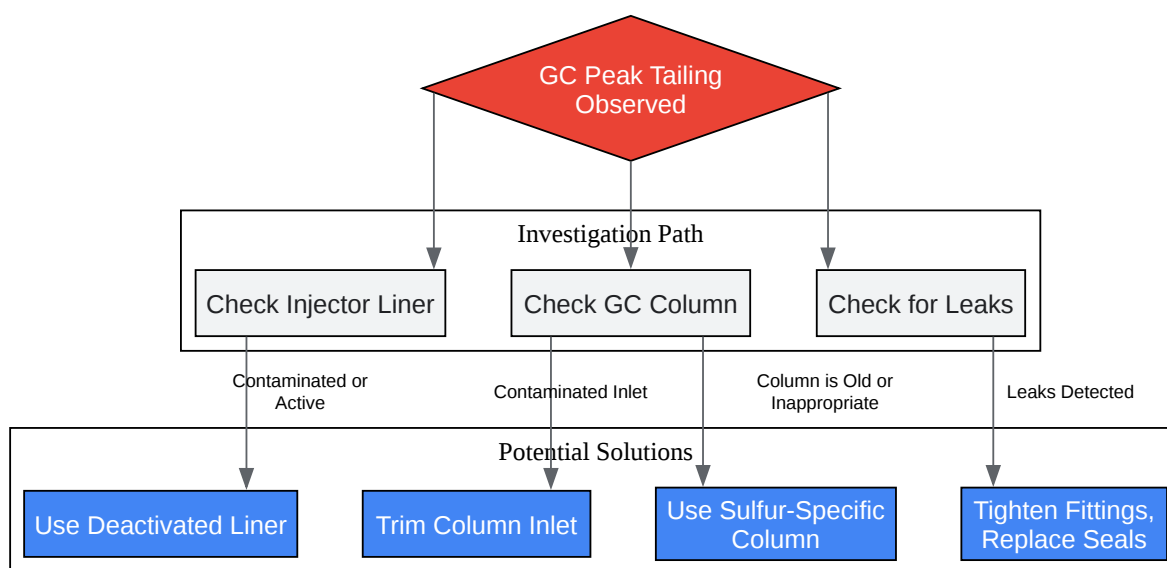 GC Peak Tailing
Observed
Investigation Path
Check Injector Liner
Check GC Column
Check for Leaks
Contaminated or
Active
Contaminated Inlet
Column is Old or
Inappropriate
Leaks Detected
Potential Solutions
Use Deactivated Liner
Trim Column Inlet
Use Sulfur-Specific
Column
Tighten Fittings,
Replace Seals